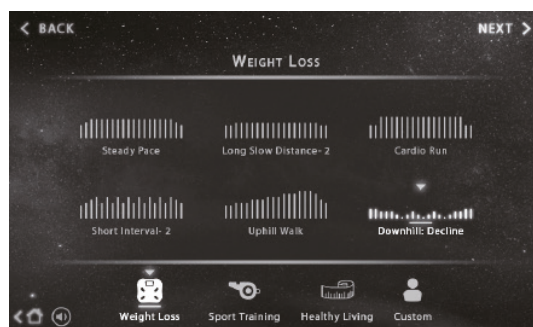 BACK
NEXT
WEIGHT LOSS
Steady Pace Long Slow Distance- 2 Cardio Run
Short Interval- 2 Uphill Walk Downhill: Decline
Weight Loss Sport Training Healthy Living Custom